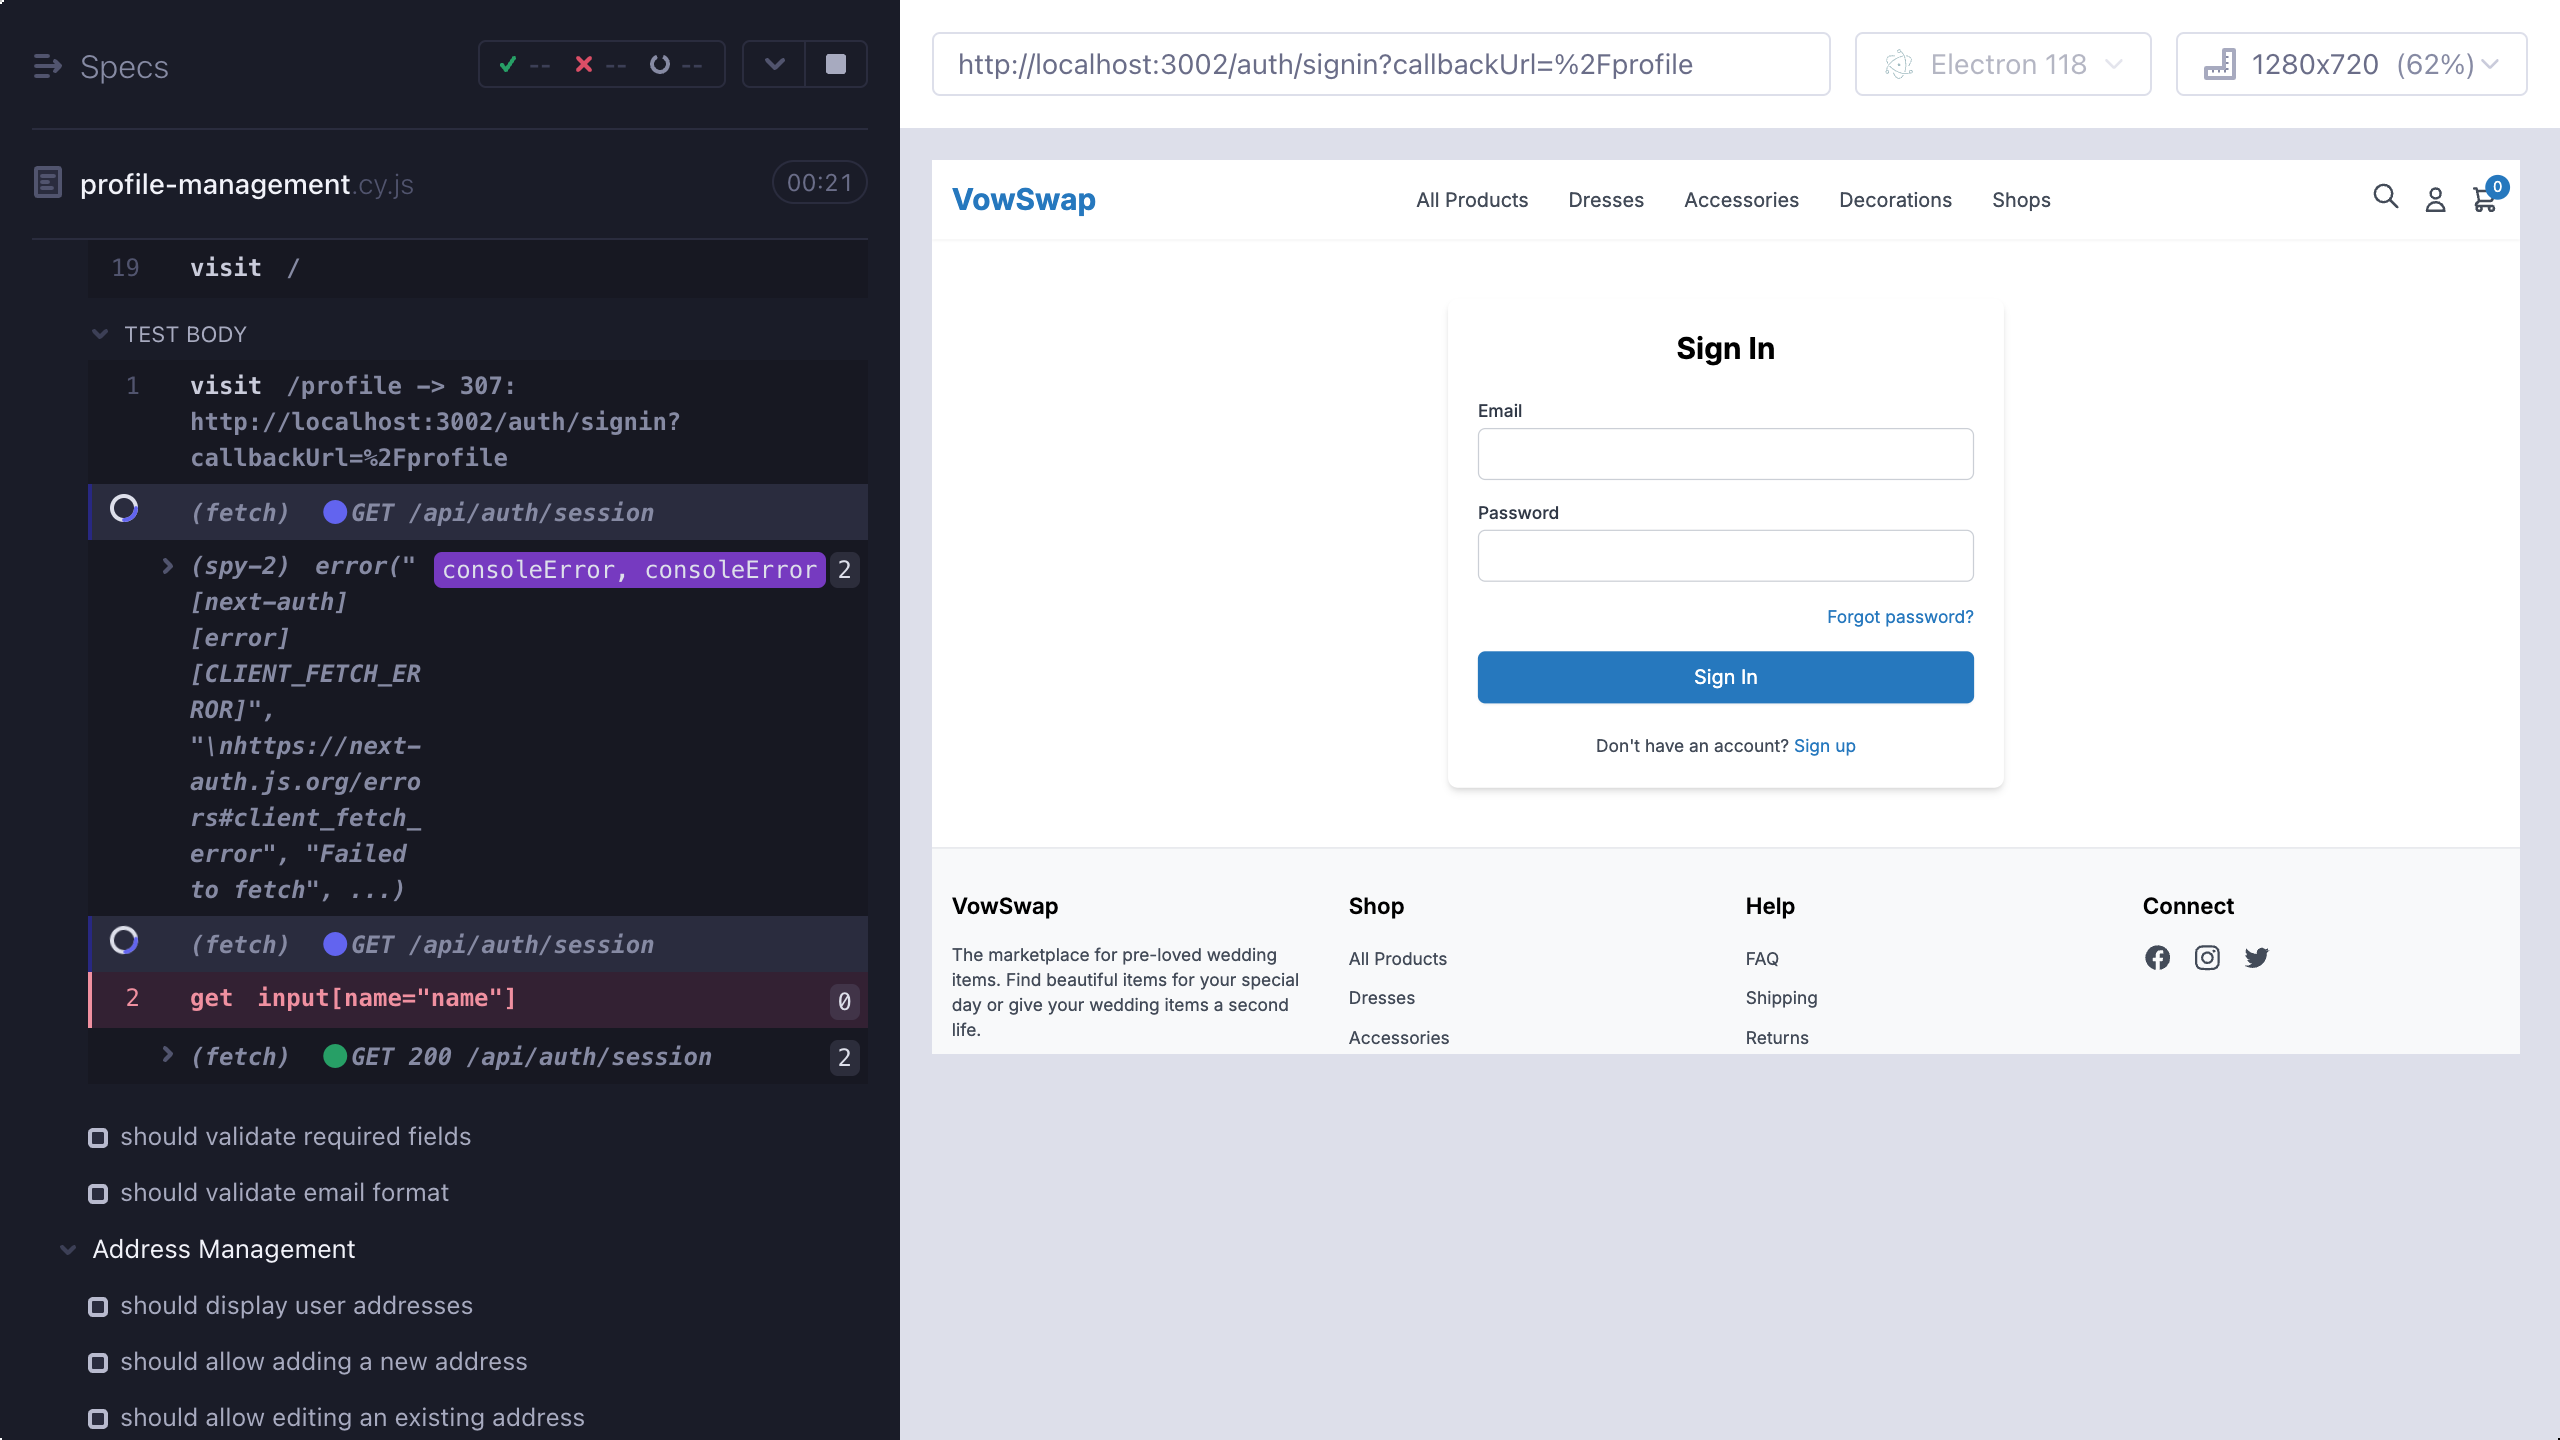 Specs
-- -- --
profile-management.cy.js
00:21
19 visit /
TEST BODY
1 visit /profile -> 307:
http://localhost:3002/auth/signin?
callbackUrl=%2Fprofile
(fetch) GET /api/auth/session
(spy-2) error(" consoleError, consoleError 2
[next-auth]
[error]
[CLIENT_FETCH_ER
ROR]",
"\nhttps://next-
auth.js.org/erro
rs#client_fetch_
error", "Failed
to fetch", ...)
(fetch) GET /api/auth/session
2 get input[name="name"] 0
(fetch) GET 200 /api/auth/session 2
should validate required fields
should validate email format
Address Management
should display user addresses
should allow adding a new address
should allow editing an existing address
http://localhost:3002/auth/signin?callbackUrl=%2Fprofile
Electron 118
1280x720 (62%)
VowSwap
All Products Dresses Accessories Decorations Shops
0
Sign In
Email
Password
Forgot password?
Sign In
Don't have an account? Sign up
VowSwap
The marketplace for pre-loved wedding
items. Find beautiful items for your special
day or give your wedding items a second
life.
Shop
All Products
Dresses
Accessories
Help
FAQ
Shipping
Returns
Connect